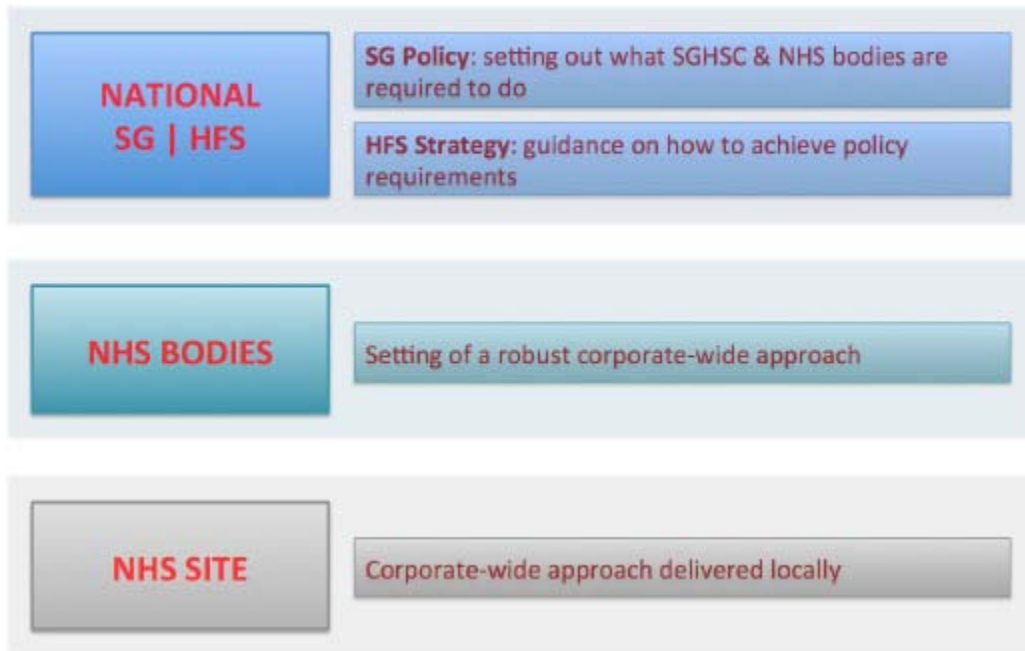 NATIONAL
SG | HFS
SG Policy: setting out what SGHSC & NHS bodies are
required to do
HFS Strategy: guidance on how to achieve policy
requirements
NHS BODIES
Setting of a robust corporate-wide approach
NHS SITE
Corporate-wide approach delivered locally